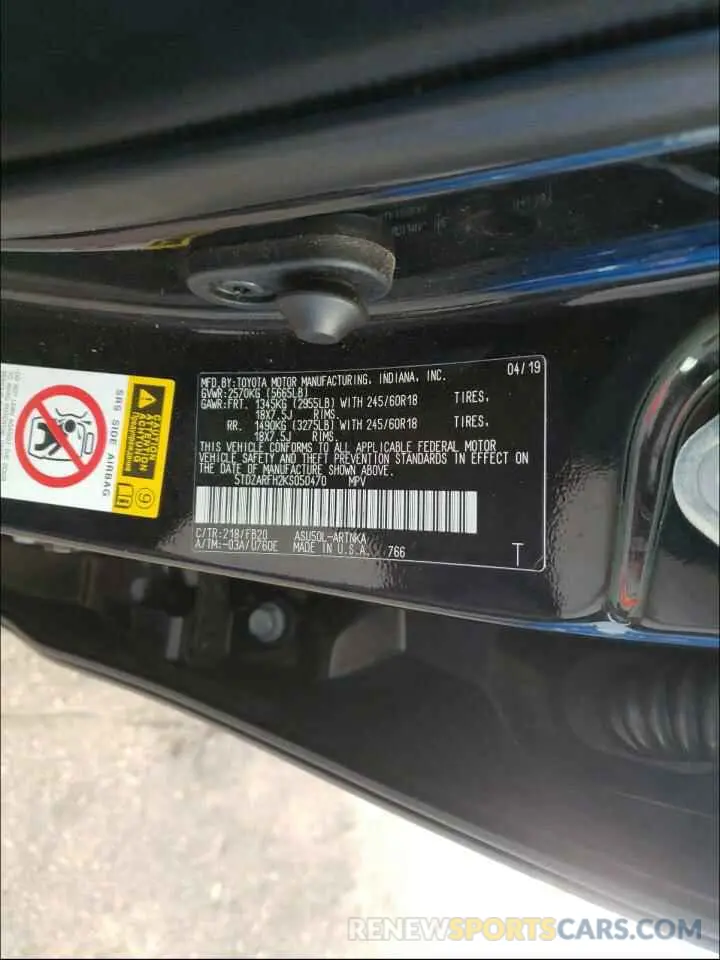 MFD.BY:TOYOTA MOTOR MANUFACTURING, INDIANA, INC. 04/19
GVWR:2570KG (5665LB)
GAWR:FRT. 1345KG (2955LB) WITH 245/60R18 TIRES,
18X7.5J RIMS.
RR. 1490KG (3275LB) WITH 245/60R18 TIRES,
18X7.5J RIMS.
THIS VEHICLE CONFORMS TO ALL APPLICABLE FEDERAL MOTOR
VEHICLE SAFETY AND THEFT PREVENTION STANDARDS IN EFFECT
ON THE DATE OF MANUFACTURE SHOWN ABOVE.
5TDZARFH2KS050470 MPV
C/TR:218/FB20 ASU50L-ARTNKA
A/TM:-03A/U760E MADE IN U.S.A. 766
T
SRS SIDE AIRBAG
CAUTION
ATTENTION
9
RENEWSPORTSCARS.COM